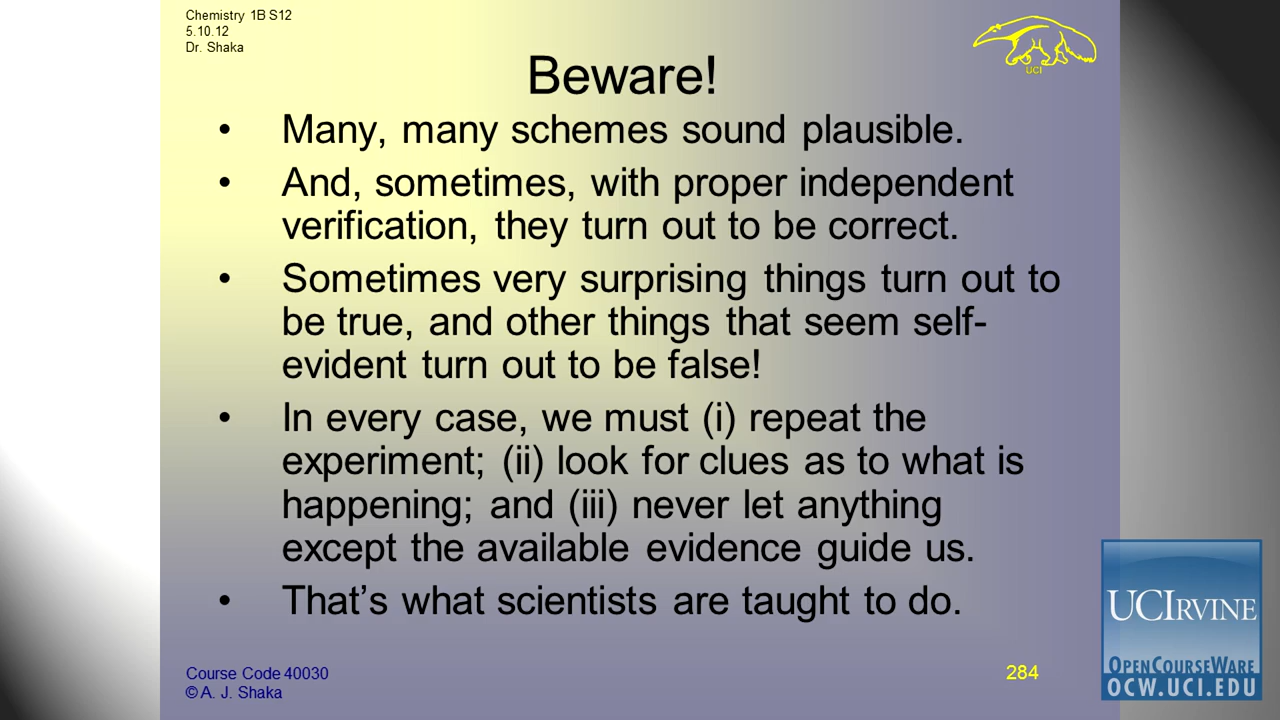 Chemistry 1B S12
5.10.12
Dr. Shaka
UCI
Beware!
• Many, many schemes sound plausible.
• And, sometimes, with proper independent
verification, they turn out to be correct.
• Sometimes very surprising things turn out to
be true, and other things that seem self-
evident turn out to be false!
• In every case, we must (i) repeat the
experiment; (ii) look for clues as to what is
happening; and (iii) never let anything
except the available evidence guide us.
• That’s what scientists are taught to do.
Course Code 40030
© A. J. Shaka
284
UCIRVINE
OPENCOURSEWARE
OCW.UCI.EDU